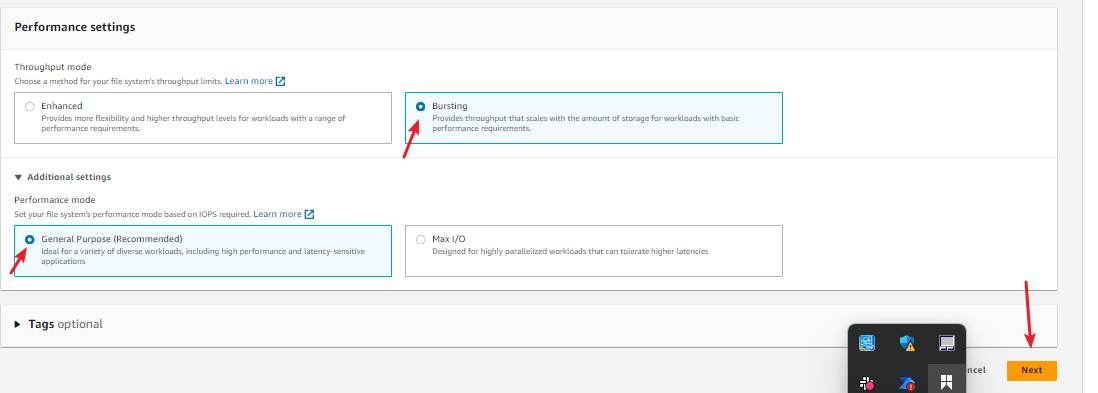 Performance settings
Throughput mode
Choose a method for your file system's throughput limits. Learn more
Enhanced
Provides more flexibility and higher throughput levels for workloads with a range of
performance requirements.
Bursting
Provides throughput that scales with the amount of storage for workloads with basic
performance requirements.
Additional settings
Performance mode
Set your file system's performance mode based on IOPS required. Learn more
General Purpose (Recommended)
Ideal for a variety of diverse workloads, including high performance and latency-sensitive
applications
Max I/O
Designed for highly parallelized workloads that can tolerate higher latencies
Tags optional
ncel
Next